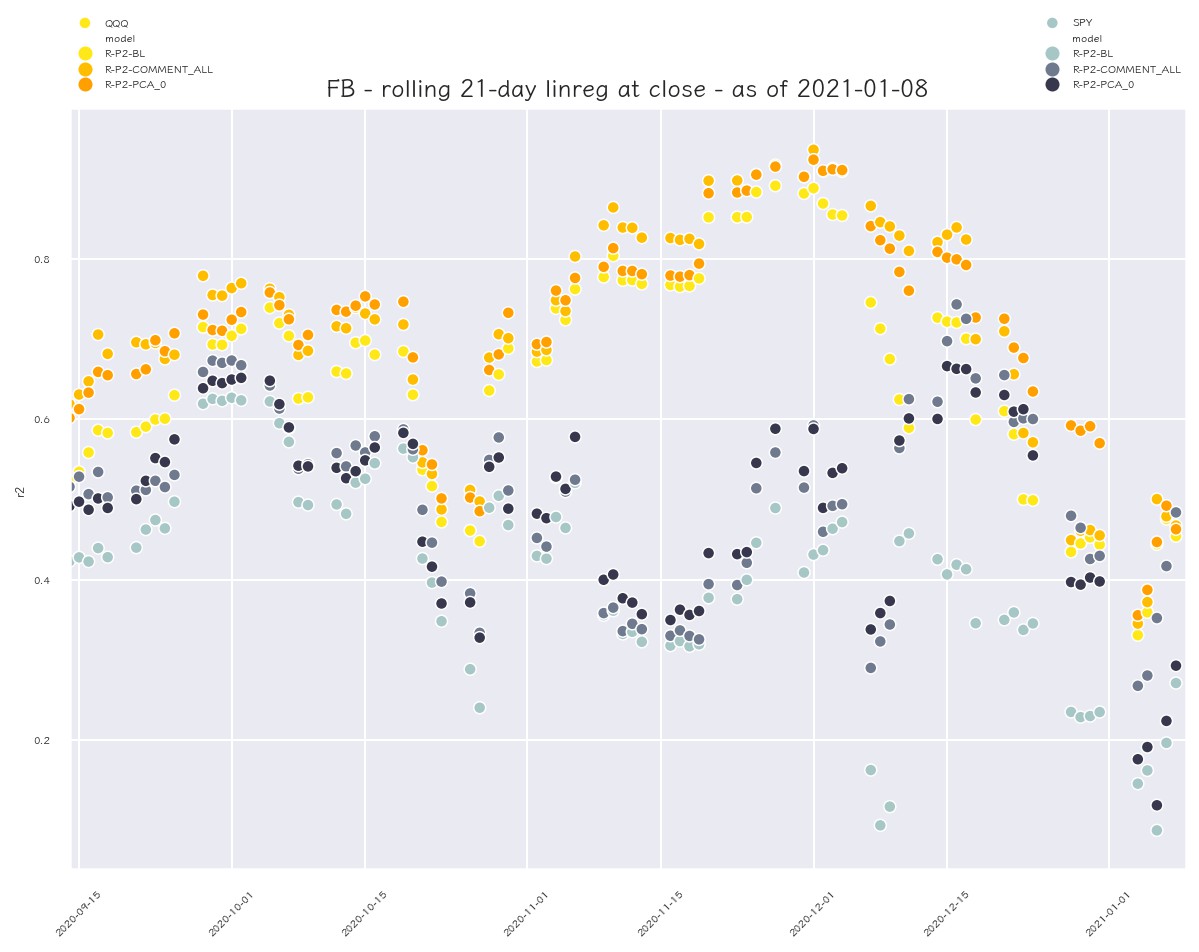 QQQ
model
R-P2-BL
R-P2-COMMENT_ALL
R-P2-PCA_0
SPY
model
R-P2-BL
R-P2-COMMENT_ALL
R-P2-PCA_0
FB - rolling 21-day linreg at close - as of 2021-01-08
0.8
0.6
0.4
0.2
r2
2020-09-15
2020-10-01
2020-10-15
2020-11-01
2020-11-15
2020-12-01
2020-12-15
2021-01-01